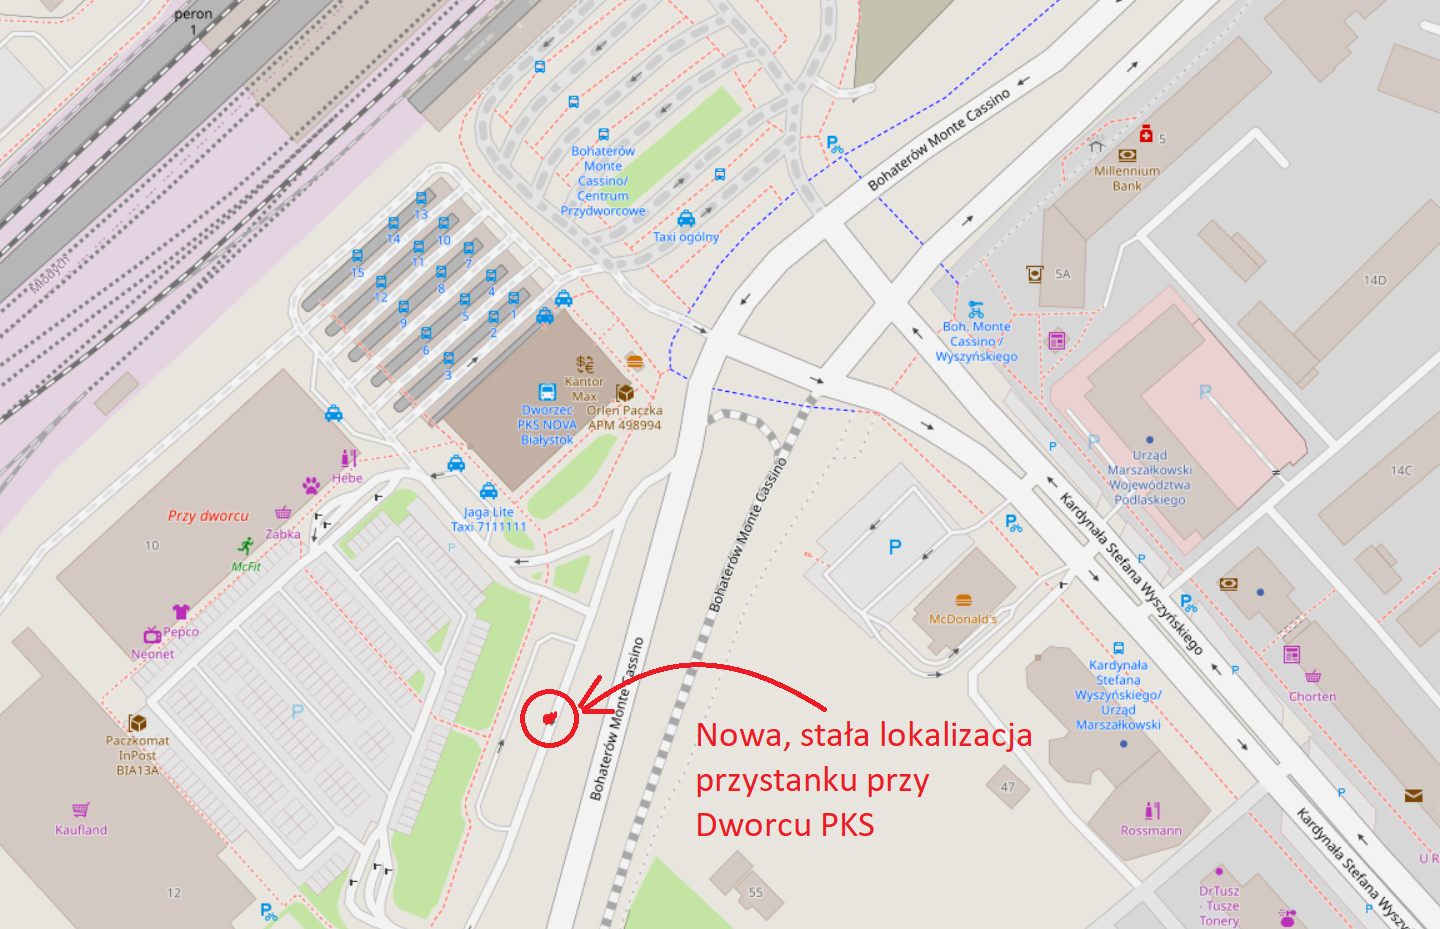 peron
1
Młodych
Bohaterów
Monte
Cassino/
Centrum
Przydworcowe
Taxi ogólny
Bohaterów Monte Cassino
5
Millennium
Bank
5A
14D
13
14
10
15
11
7
12
8
4
9
5
1
6
2
3
Boh. Monte
Cassino /
Wyszyńskiego
Kantor
Max
Orlen Paczka
APM 498994
Dworzec
PKS NOVA
Białystok
P
P
P
Urząd
Marszałkowski
Województwa
Podlaskiego
14C
Hebe
Przy dworcu
Żabka
10
McFit
Jaga Lite
Taxi 7111111
P
P
P
Bohaterów Monte Cassino
Kardynała Stefana Wyszyńskiego
McDonald's
Pepco
Neonet
P
Kardynała
Stefana
Wyszyńskiego/
Urząd
Marszałkowski
Chorten
P
Bohaterów Monte Cassino
Nowa, stała lokalizacja
przystanku przy
Dworcu PKS
Paczkomat
InPost
BIA13A
P
47
Kaufland
Rossmann
Kardynała Stefana Wyszy
U R
12
55
DrTusz
- Tusze
Tonery
P